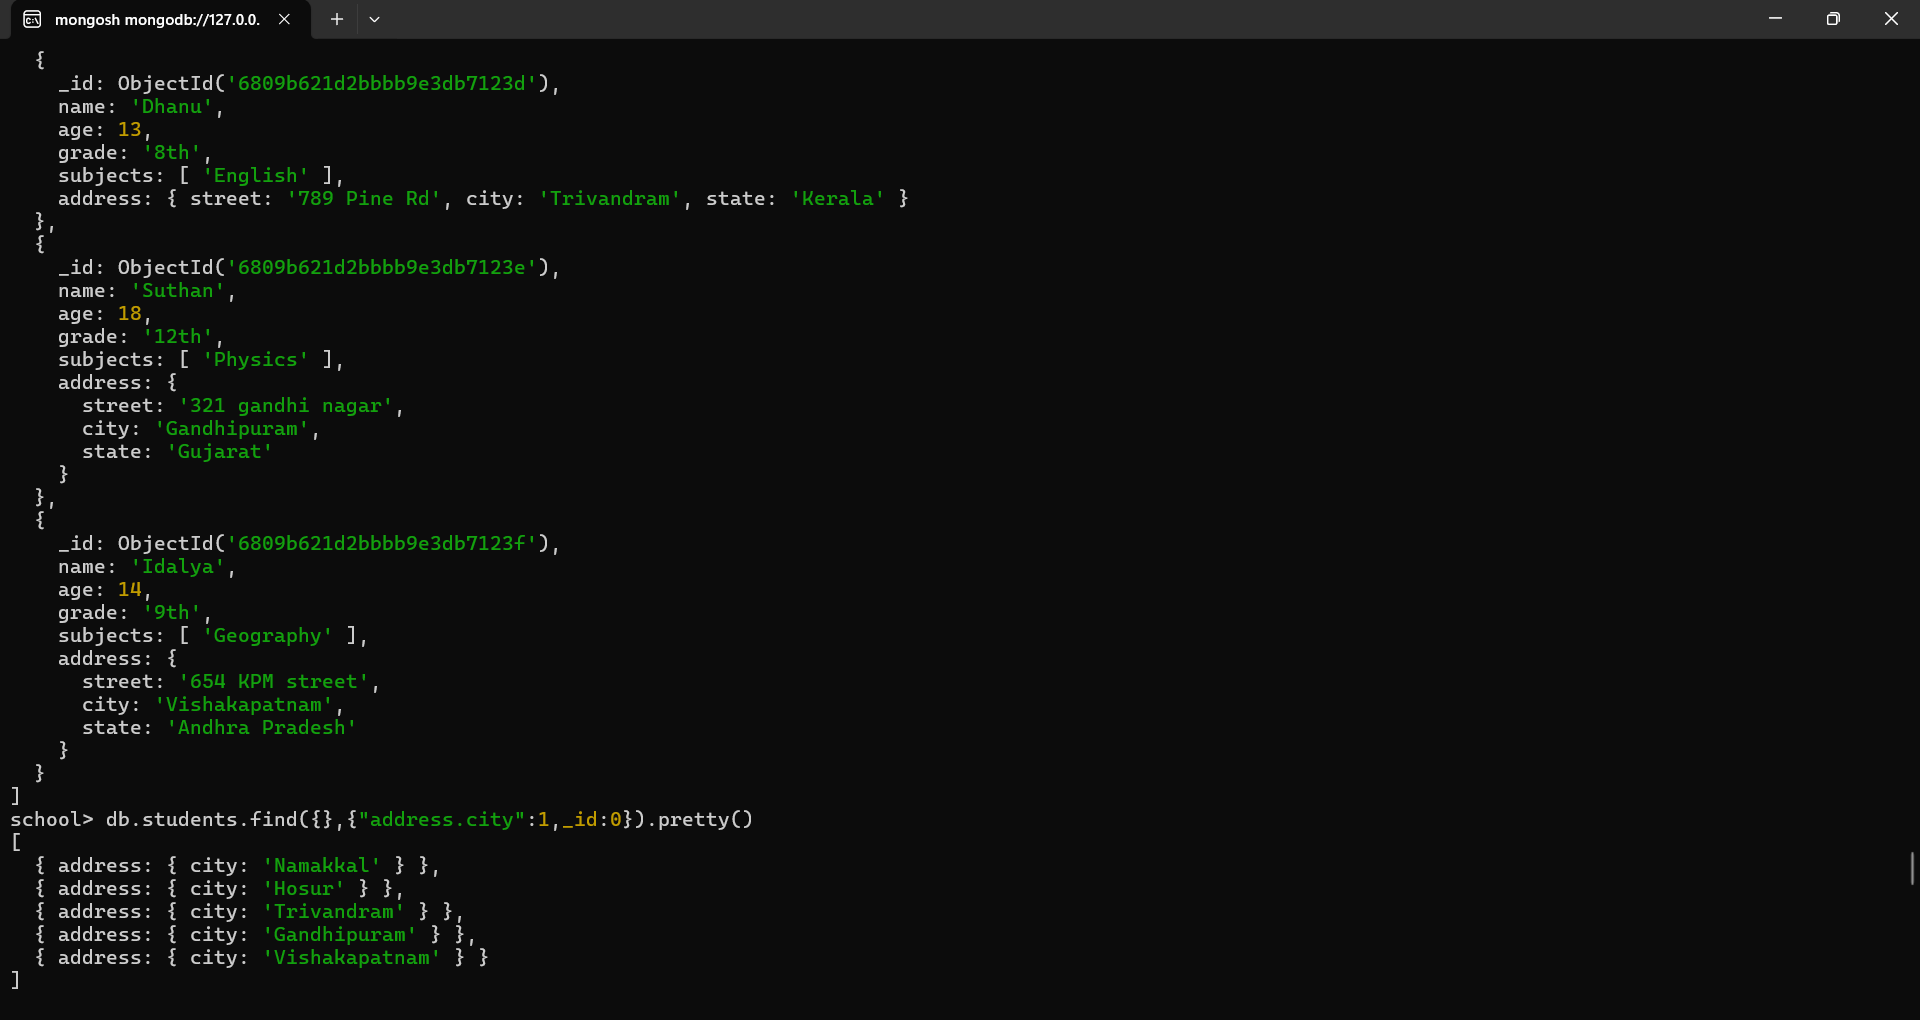 mongosh mongodb://127.0.0.
{
_id: ObjectId('6809b621d2bbbb9e3db7123d'),
name: 'Dhanu',
age: 13,
grade: '8th',
subjects: [ 'English' ],
address: { street: '789 Pine Rd', city: 'Trivandram', state: 'Kerala' }
},
{
_id: ObjectId('6809b621d2bbbb9e3db7123e'),
name: 'Suthan',
age: 18,
grade: '12th',
subjects: [ 'Physics' ],
address: {
street: '321 gandhi nagar',
city: 'Gandhipuram',
state: 'Gujarat'
}
},
{
_id: ObjectId('6809b621d2bbbb9e3db7123f'),
name: 'Idalya',
age: 14,
grade: '9th',
subjects: [ 'Geography' ],
address: {
street: '654 KPM street',
city: 'Vishakapatnam',
state: 'Andhra Pradesh'
}
}
]
school> db.students.find({},{"address.city":1,_id:0}).pretty()
[
{ address: { city: 'Namakkal' } },
{ address: { city: 'Hosur' } },
{ address: { city: 'Trivandram' } },
{ address: { city: 'Gandhipuram' } },
{ address: { city: 'Vishakapatnam' } }
]